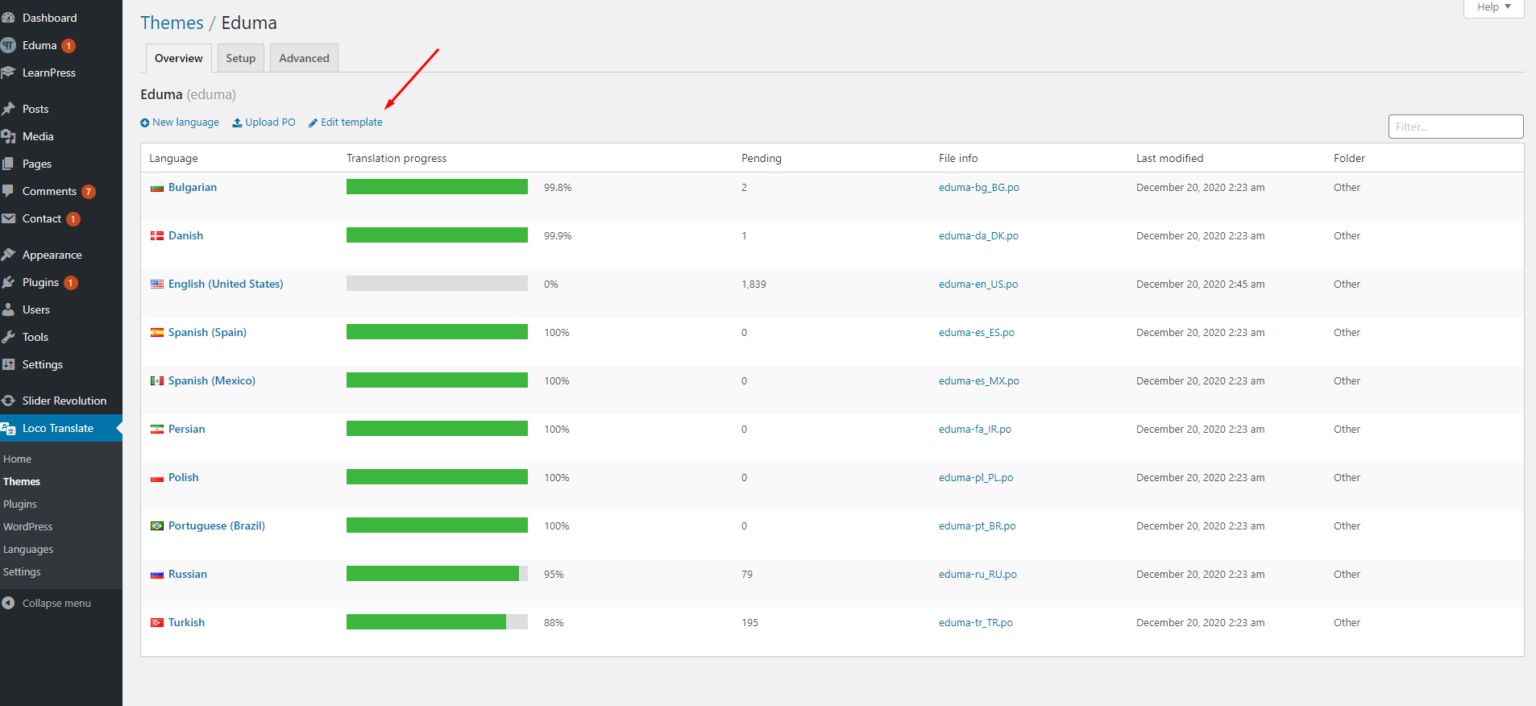 Dashboard
Eduma 1
LearnPress
Posts
Media
Pages
Comments 7
Contact 1
Appearance
Plugins 1
Users
Tools
Settings
Slider Revolution
Loco Translate
Home
Themes
Plugins
WordPress
Languages
Settings
Collapse menu
Help
Themes / Eduma
Overview Setup Advanced
Eduma (eduma)
New language Upload PO Edit template
Filter...
Language Translation progress Pending File info Last modified Folder
Bulgarian 99.8% 2 eduma-bg_BG.po December 20, 2020 2:23 am Other
Danish 99.9% 1 eduma-da_DK.po December 20, 2020 2:23 am Other
English (United States) 0% 1,839 eduma-en_US.po December 20, 2020 2:45 am Other
Spanish (Spain) 100% 0 eduma-es_ES.po December 20, 2020 2:23 am Other
Spanish (Mexico) 100% 0 eduma-es_MX.po December 20, 2020 2:23 am Other
Persian 100% 0 eduma-fa_IR.po December 20, 2020 2:23 am Other
Polish 100% 0 eduma-pl_PL.po December 20, 2020 2:23 am Other
Portuguese (Brazil) 100% 0 eduma-pt_BR.po December 20, 2020 2:23 am Other
Russian 95% 79 eduma-ru_RU.po December 20, 2020 2:23 am Other
Turkish 88% 195 eduma-tr_TR.po December 20, 2020 2:23 am Other